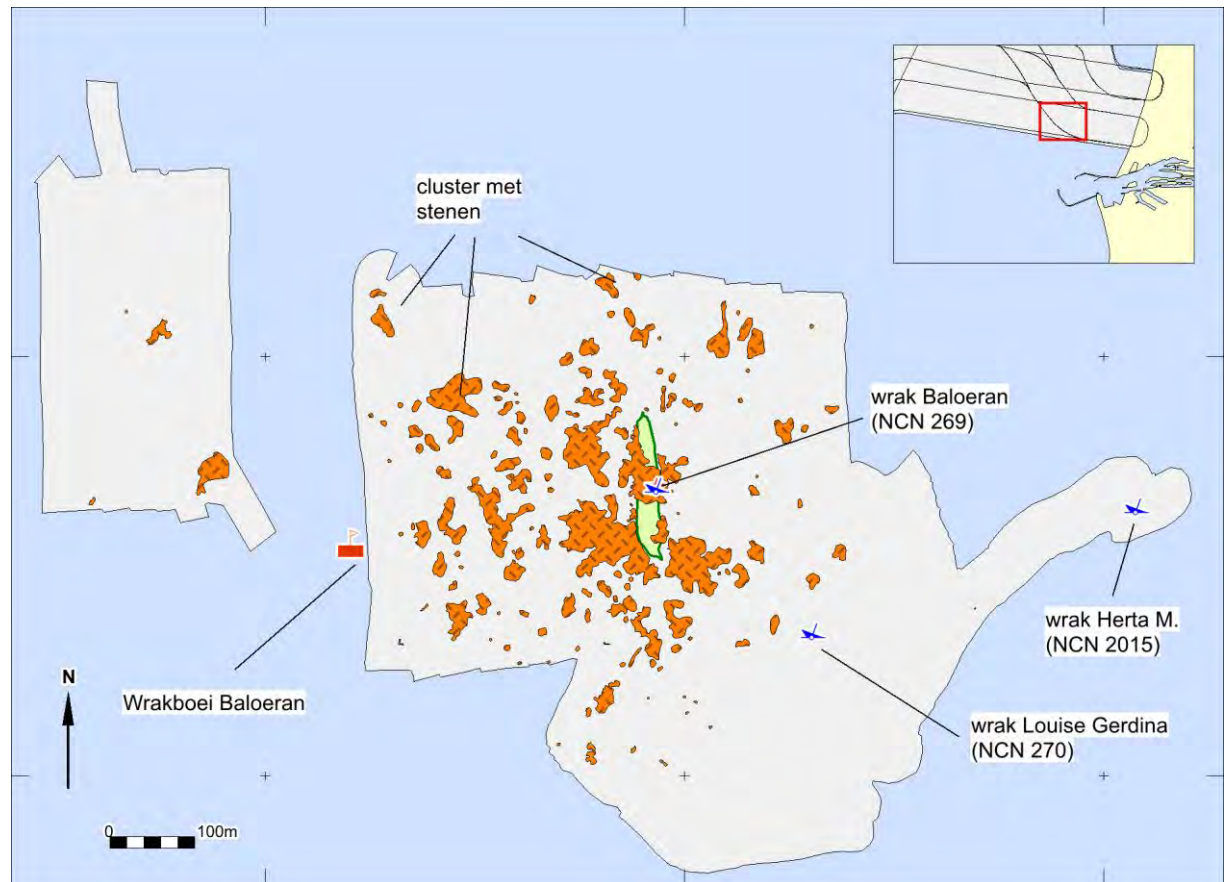 cluster met
stenen
wrak Baloeran
(NCN 269)
wrak Herta M.
(NCN 2015)
Wrakboei Baloeran
wrak Louise Gerdina
(NCN 270)
N
0 100m